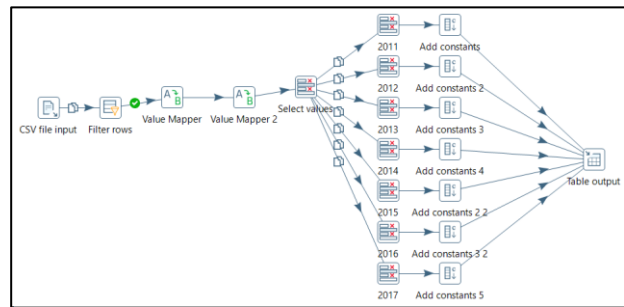 CSV file input
Filter rows
Value Mapper
Value Mapper 2
Select values
2011
Add constants
2012
Add constants 2
2013
Add constants 3
2014
Add constants 4
2015
Add constants 2 2
2016
Add constants 3 2
2017
Add constants 5
Table output